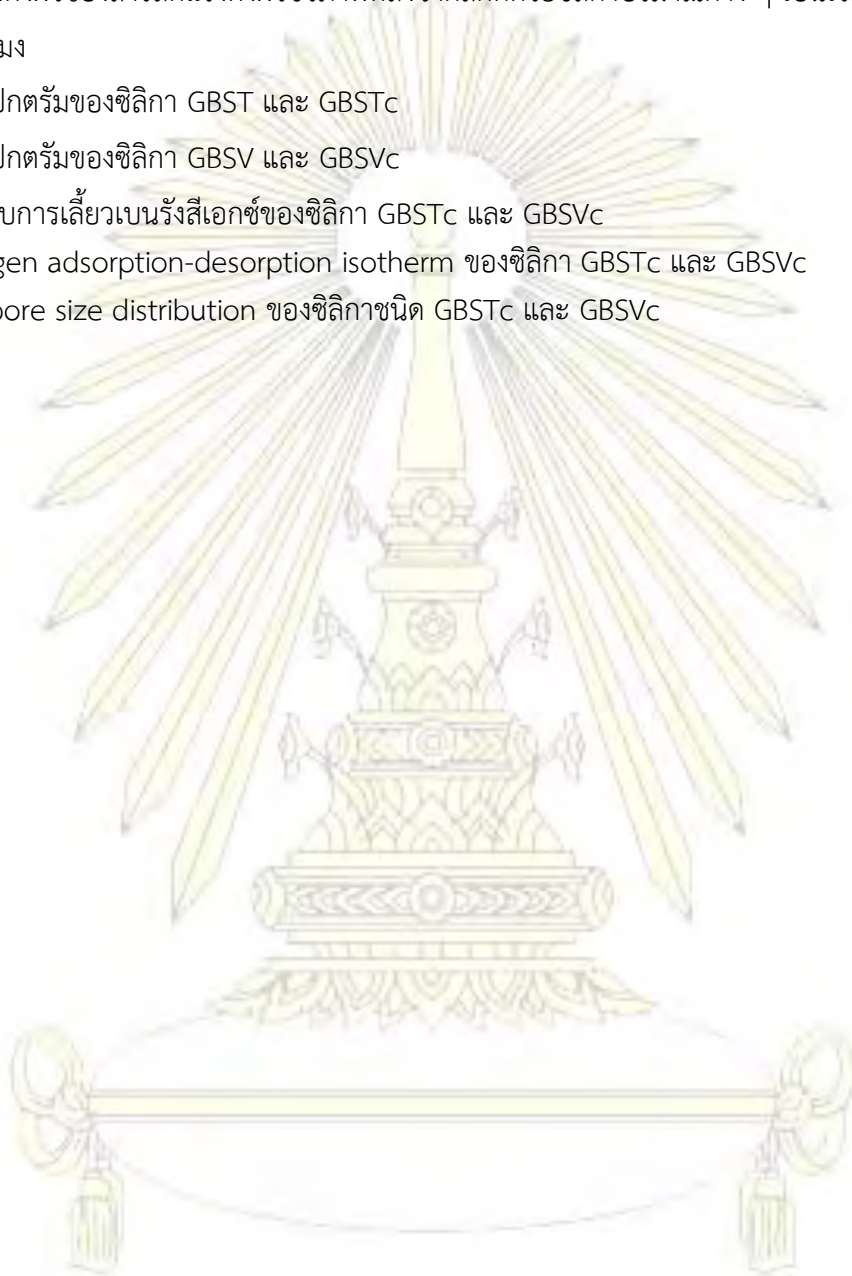 มง
ปกตรัมของซิลิกา GBST และ GBSTc
ปกตรัมของซิลิกา GBSV และ GBSVc
บการเลี้ยวเบนรังสีเอกซ์ของซิลิกา GBSTc และ GBSVc
gen adsorption-desorption isotherm ของซิลิกา GBSTc และ GBSVc
pore size distribution ของซิลิกาชนิด GBSTc และ GBSVc